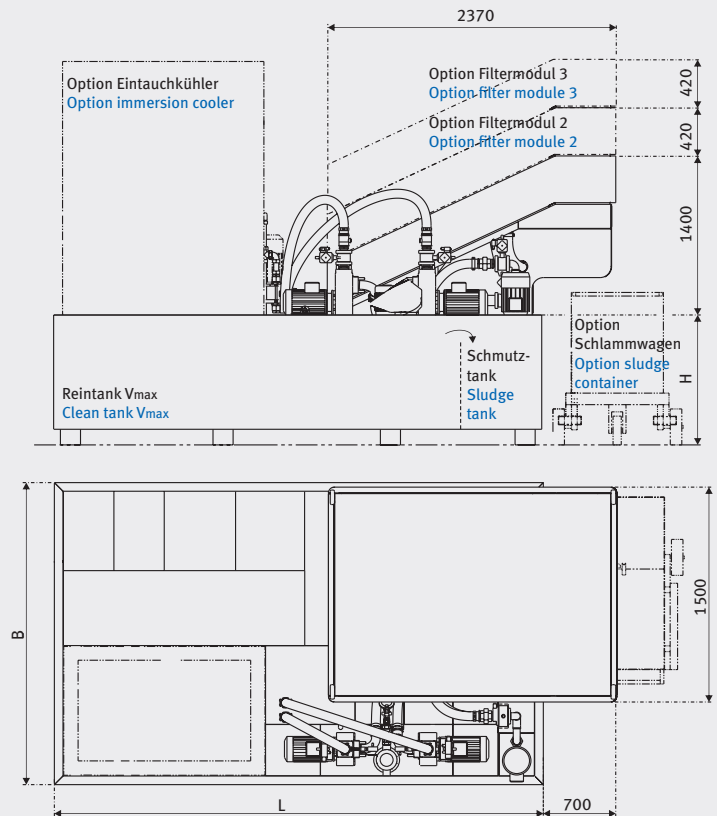 2370
Option Eintauchkühler
Option immersion cooler
Option Filtermodul 3
Option filter module 3
420
Option Filtermodul 2
Option filter module 2
420
1400
Option
Schlammwagen
Option sludge
container
H
Schmutz-
tank
Sludge
tank
Reintank Vmax
Clean tank Vmax
B
1500
L
700